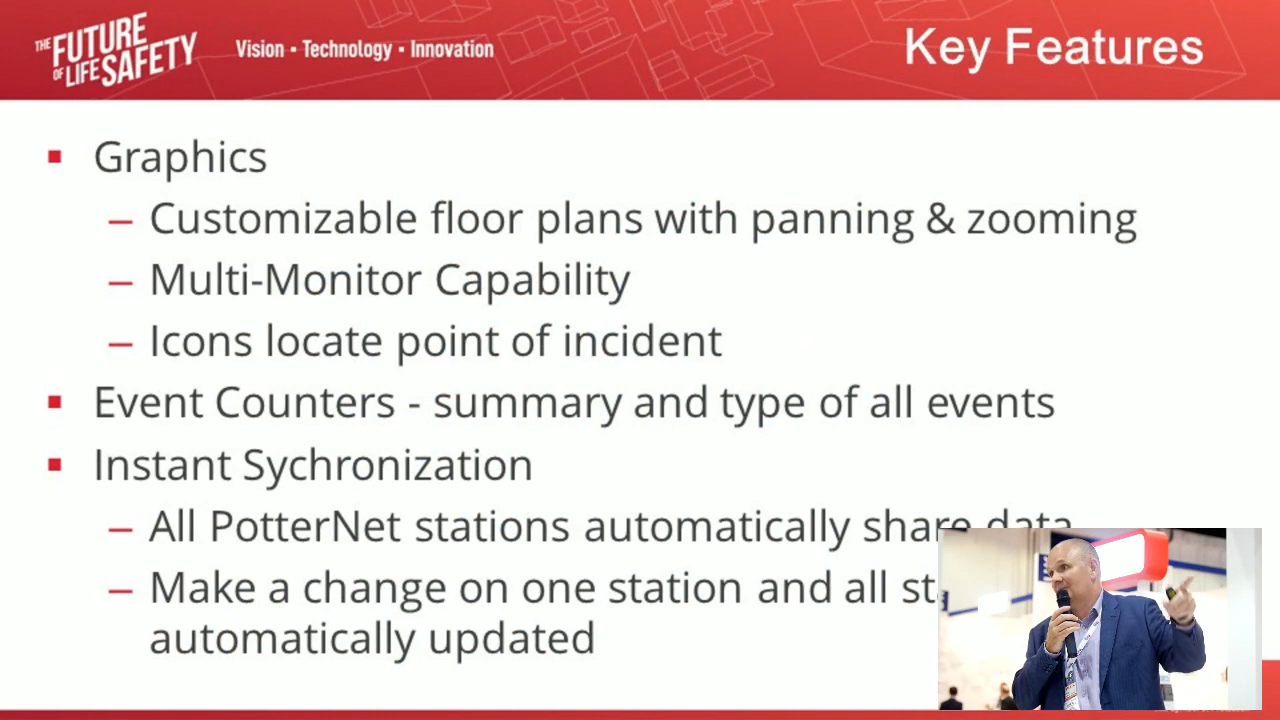 THE FUTURE
OF LIFE SAFETY
Vision ▪ Technology ▪ Innovation
Key Features
▪ Graphics
– Customizable floor plans with panning & zooming
– Multi-Monitor Capability
– Icons locate point of incident
▪ Event Counters - summary and type of all events
▪ Instant Sychronization
– All PotterNet stations automatically share data
– Make a change on one station and all
automatically updated